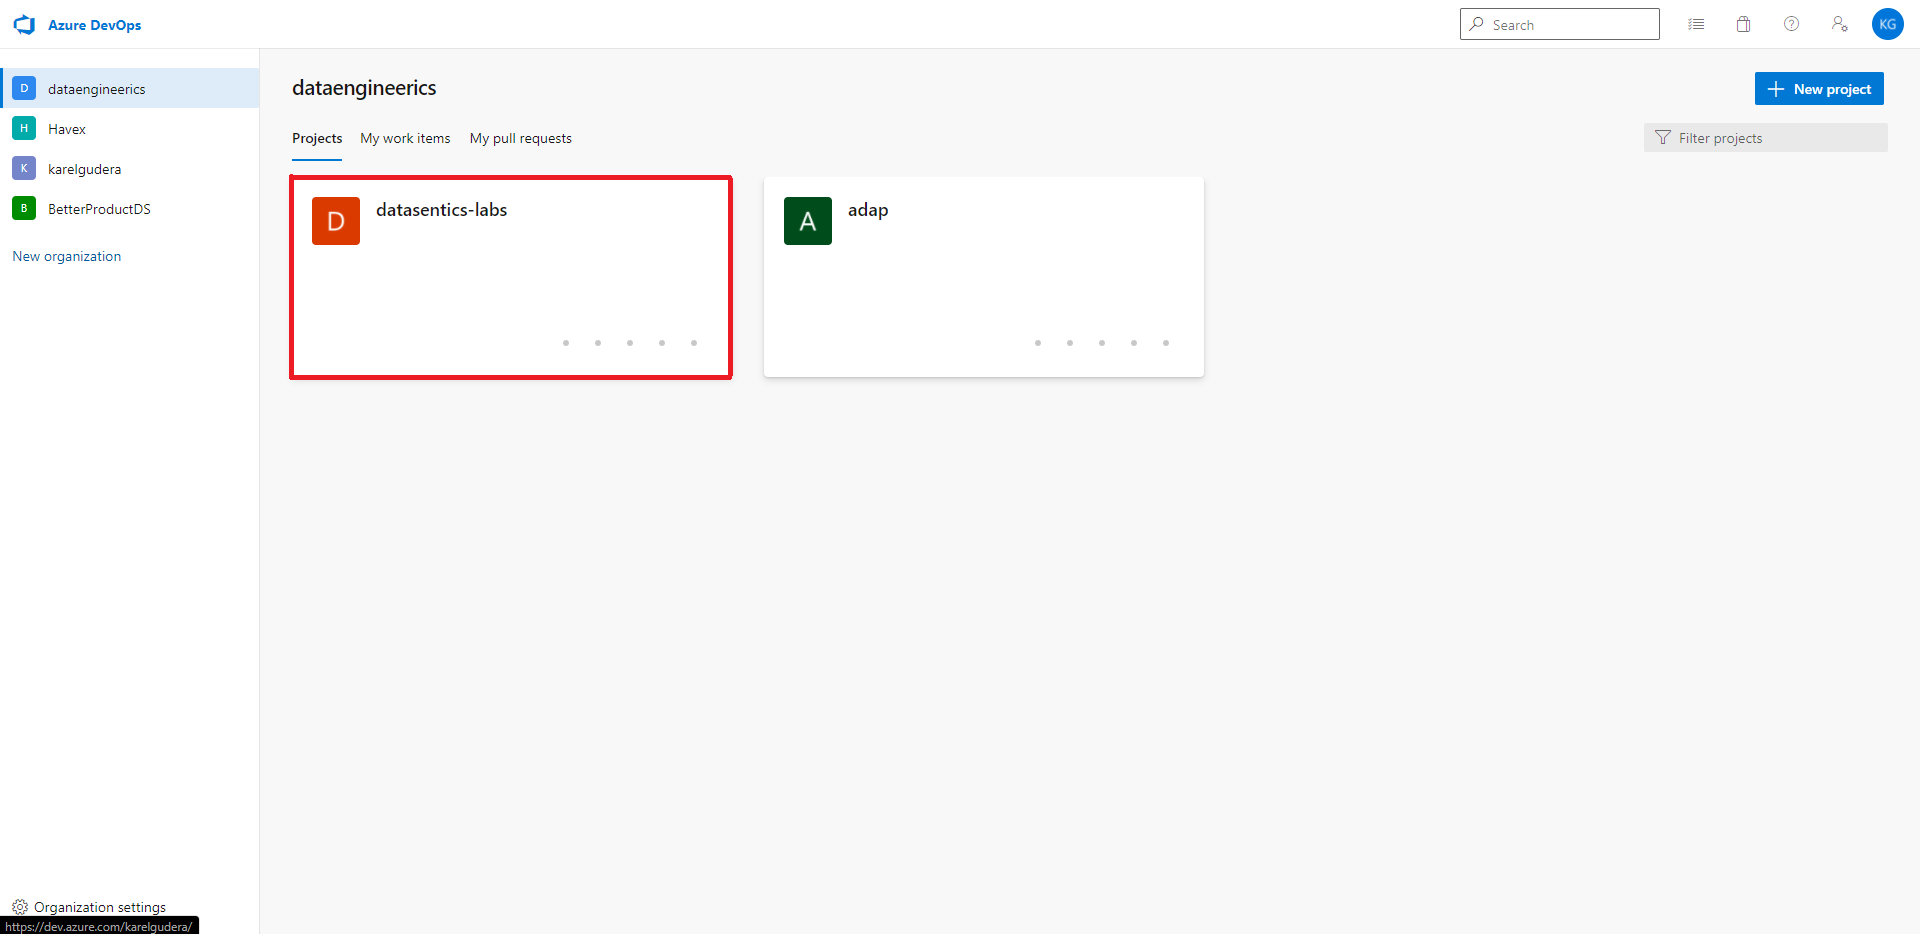 Azure DevOps
Search
KG
D dataengineerics
H Havex
K karelgudera
B BetterProductDS
New organization
dataengineerics
New project
Projects My work items My pull requests
Filter projects
D datasentics-labs
A adap
Organization settings
https://dev.azure.com/karelgudera/